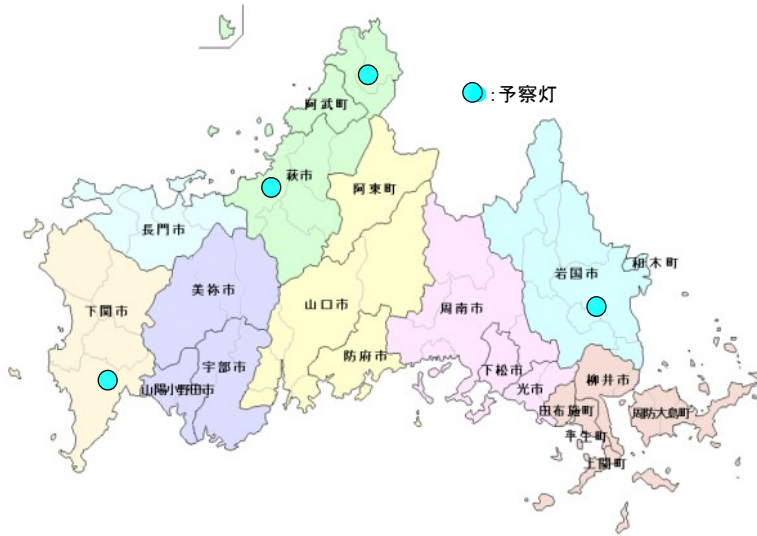 :予察灯
阿武町
萩市
阿東町
長門市
和木町
岩国市
美祢市
山口市
周南市
下関市
防府市
宇部市
下松市
柳井市
山陽小野田市
光市
田布施町
周防大島町
平生町
上関町